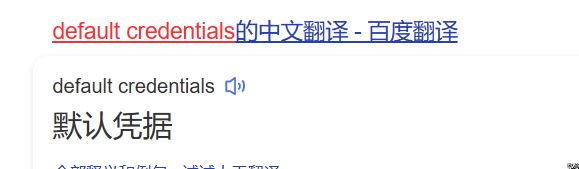 default credentials的中文翻译 - 百度翻译
default credentials
默认凭据